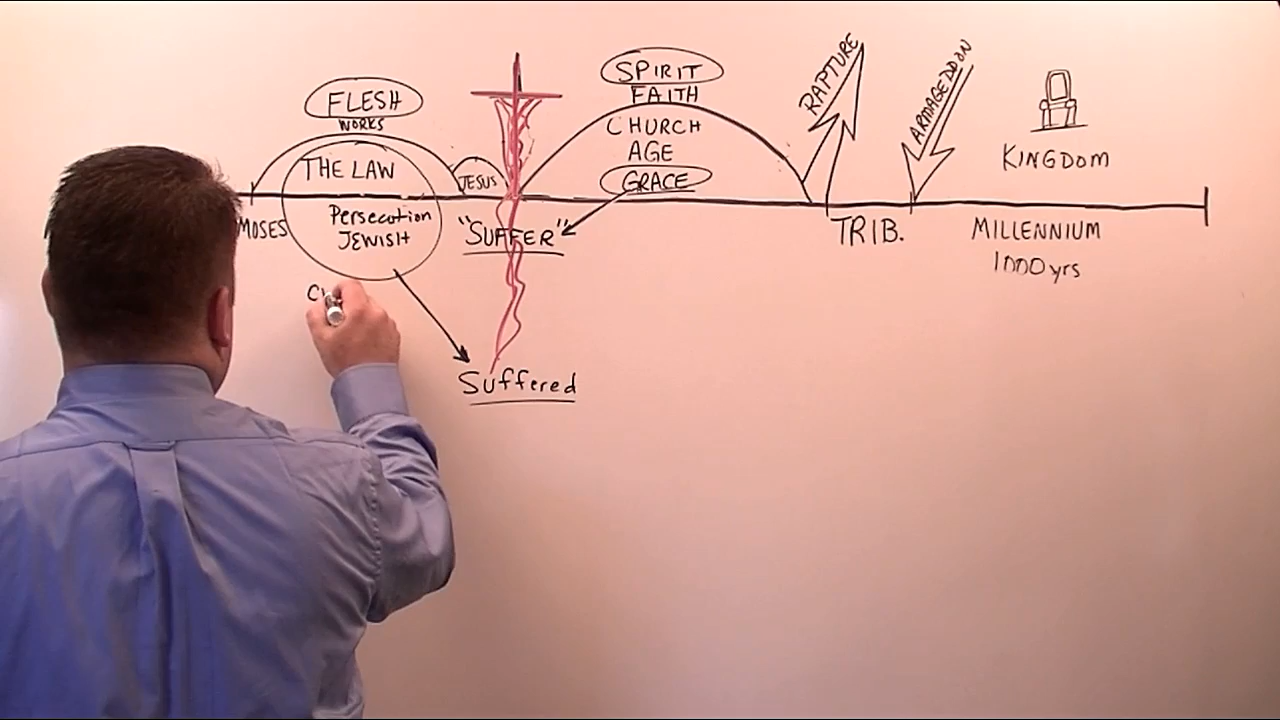 FLESH
WORKS
THE LAW
MOSES
Persecution
JEWISH
JESUS
"SUFFER"
Suffered
SPIRIT
FAITH
CHURCH
AGE
GRACE
RAPTURE
TRIB.
ARMAGEDDON
KINGDOM
MILLENNIUM
1000yrs